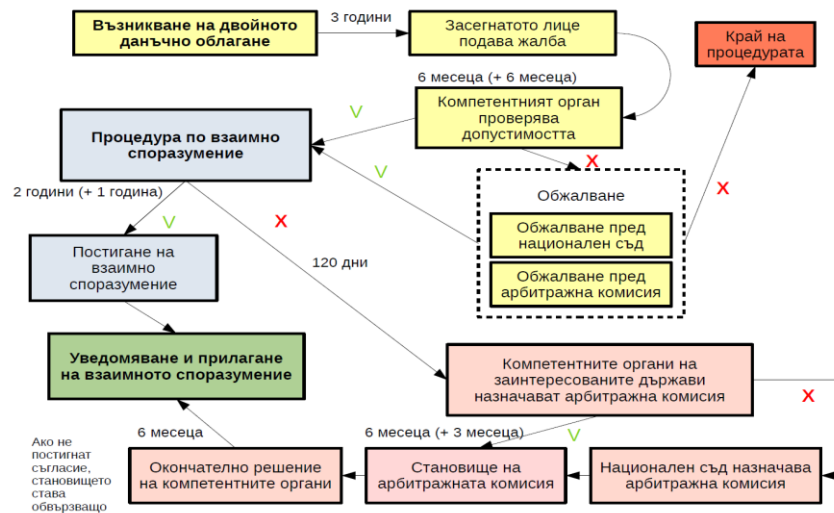 Възникване на двойното
данъчно облагане
3 години
Засегнатото лице
подава жалба
Край на
процедурата
6 месеца (+ 6 месеца)
Компетентният орган
проверява
допустимостта
V
V
X
Процедура по взаимно
споразумение
Обжалване
Обжалване пред
национален съд
Обжалване пред
арбитражна комисия
X
2 години (+ 1 година)
V
X
Постигане на
взаимно
споразумение
120 дни
Уведомяване и прилагане
на взаимното споразумение
Компетентните органи на
заинтересованите държави
назначават арбитражна комисия
X
6 месеца
6 месеца (+ 3 месеца)
V
Ако не
постигнат
съгласие,
становището
става
обвързващо
Окончателно решение
на компетентните органи
Становище на
арбитражната комисия
Национален съд назначава
арбитражна комисия